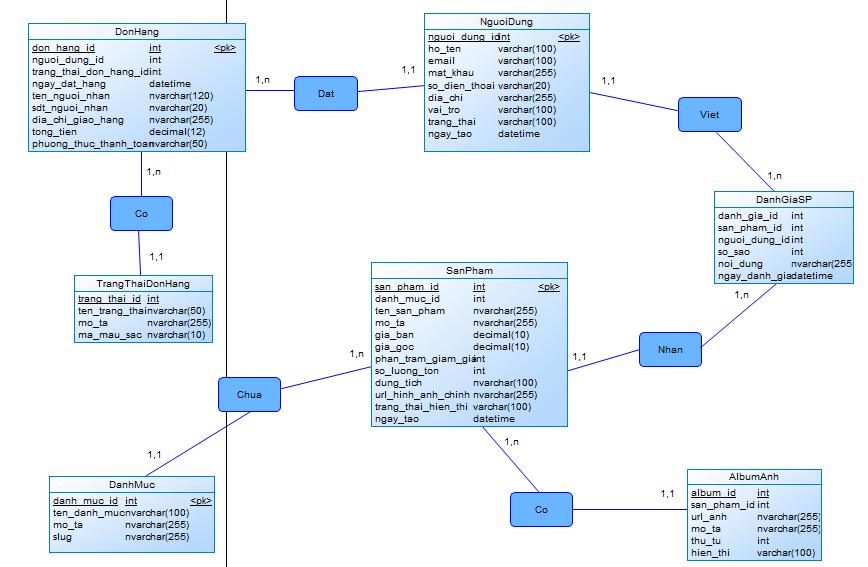 DonHang
don_hang_id int <pk>
nguoi_dung_id int
trang_thai_don_hang_id int
ngay_dat_hang datetime
ten_nguoi_nhan nvarchar(120)
sdt_nguoi_nhan nvarchar(20)
dia_chi_giao_hang nvarchar(255)
tong_tien decimal(12)
phuong_thuc_thanh_toan nvarchar(50)
1,n
Dat
1,1
NguoiDung
nguoi_dung_id int <pk>
ho_ten varchar(100)
email varchar(100)
mat_khau varchar(255)
so_dien_thoai varchar(20)
dia_chi varchar(255)
vai_tro varchar(100)
trang_thai varchar(100)
ngay_tao datetime
1,1
Viet
1,n
DanhGiaSP
danh_gia_id int
san_pham_id int
nguoi_dung_id int
so_sao int
noi_dung nvarchar(255
ngay_danh_gia datetime
1,n
Nhan
1,1
1,n
Co
1,1
TrangThaiDonHang
trang_thai_id int
ten_trang_thai nvarchar(50)
mo_ta nvarchar(255)
ma_mau_sac nvarchar(10)
SanPham
san_pham_id int <pk>
danh_muc_id int
ten_san_pham nvarchar(255)
mo_ta nvarchar(255)
gia_ban decimal(10)
gia_goc decimal(10)
phan_tram_giam_gia int
so_luong_ton int
dung_tich nvarchar(100)
url_hinh_anh_chinh nvarchar(255)
trang_thai_hien_thi varchar(100)
ngay_tao datetime
1,n
Chua
1,1
DanhMuc
danh_muc_id int <pk>
ten_danh_muc nvarchar(100)
mo_ta nvarchar(255)
slug nvarchar(255)
1,n
Co
1,1
AlbumAnh
album_id int
san_pham_id int
url_anh nvarchar(255)
mo_ta nvarchar(255)
thu_tu int
hien_thi varchar(100)